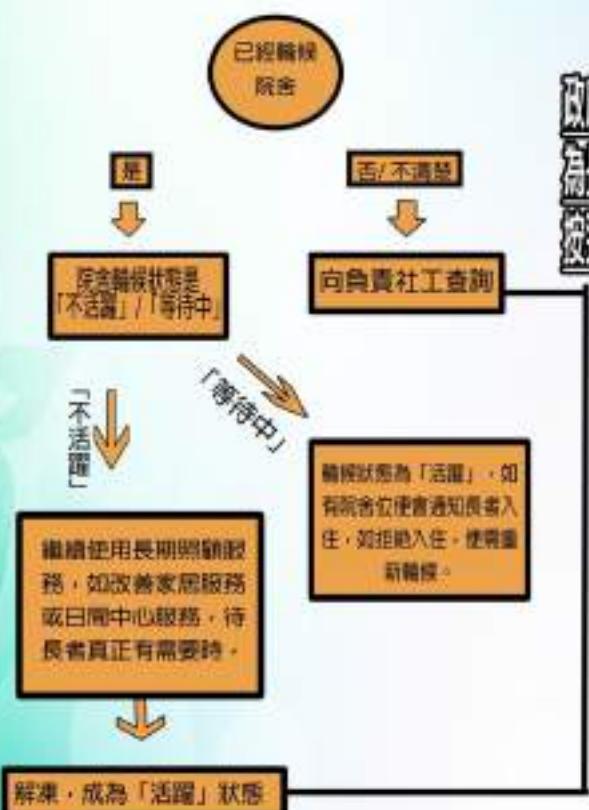 已經輪候
院舍
是
否/不清楚
院舍輪候狀態是
「不活躍」/「等待中」
向負責社工查詢
「不活躍」
「等待中」
輪候狀態為「活躍」，如
有院舍位便會通知長者入
住，如拒絕入住，便需重
新輪候。
繼續使用長期照顧服
務，如改善家居服務
或日間中心服務，待
長者真正有需要時。
解凍，成為「活躍」狀態
政
為